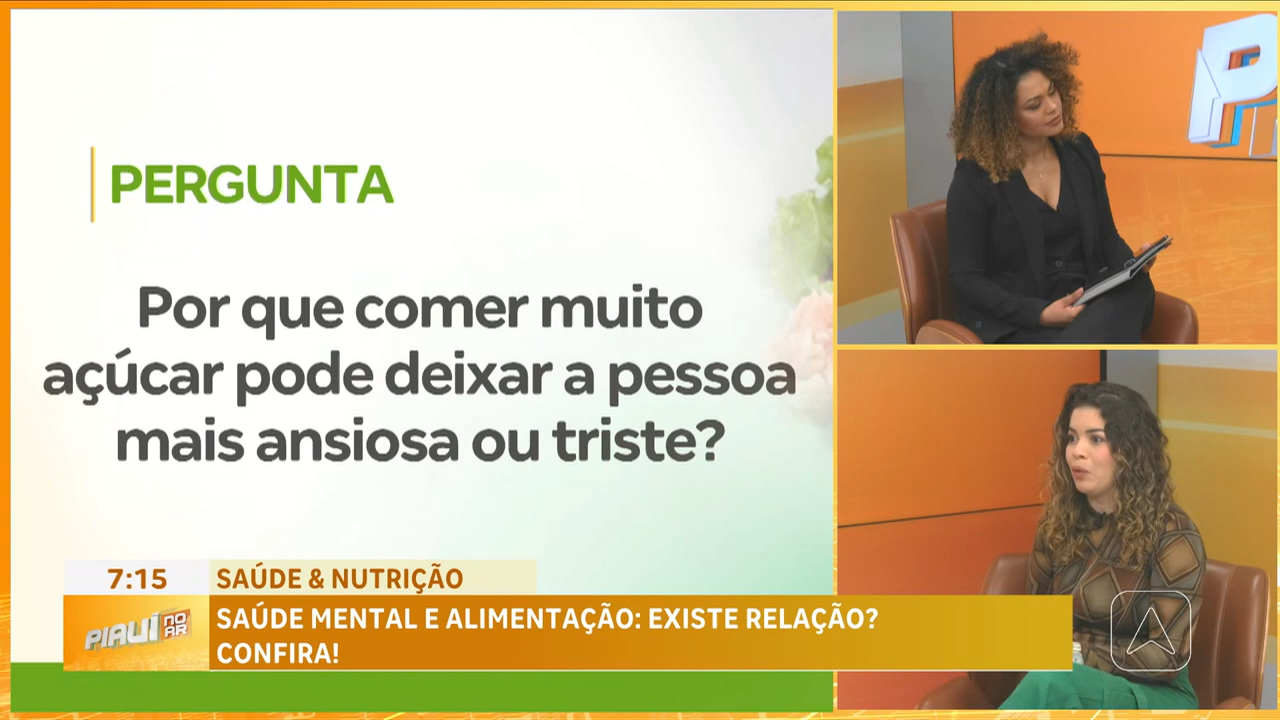 PERGUNTA
Por que comer muito
açúcar pode deixar a pessoa
mais ansiosa ou triste?
7:15
SAÚDE & NUTRIÇÃO
PIAUÍ NO AR
SAÚDE MENTAL E ALIMENTAÇÃO: EXISTE RELAÇÃO?
CONFIRA!